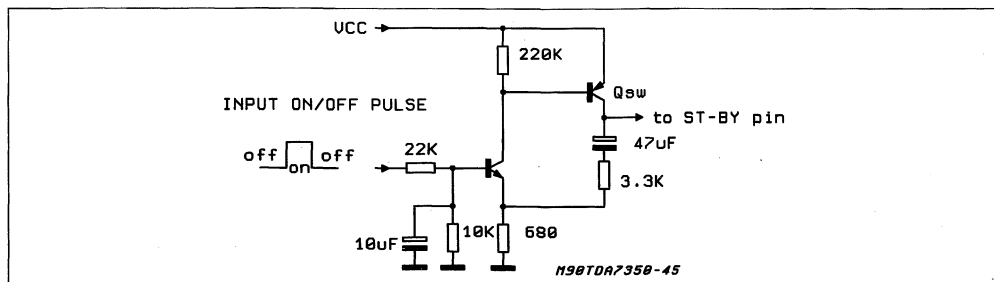 VCC
220K
Qsw
INPUT ON/OFF PULSE
to ST-BY pin
47uF
off on off
22K
3.3K
10uF
10K
680
M90TDA7350-45